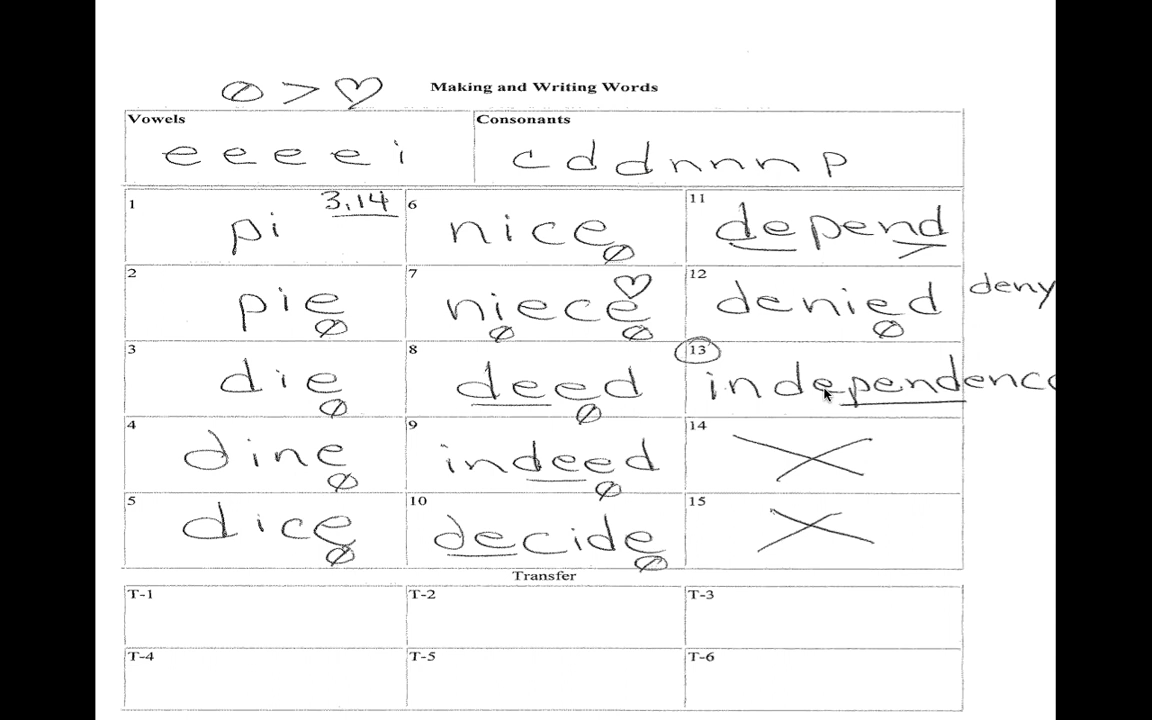 ∅ > ♡ Making and Writing Words
Vowels
e e e e i
Consonants
c d d n n n p
1
3.14
pi
2
pie
∅
3
die
∅
4
dine
∅
5
dice
∅
6
nice
∅
7
♡
niece
∅ ∅
8
deed
∅
9
indeed
∅
10
decide
∅
11
depend
>
12
denied deny
∅
13
independenc
14
X
15
X
Transfer
T-1
T-2
T-3
T-4
T-5
T-6